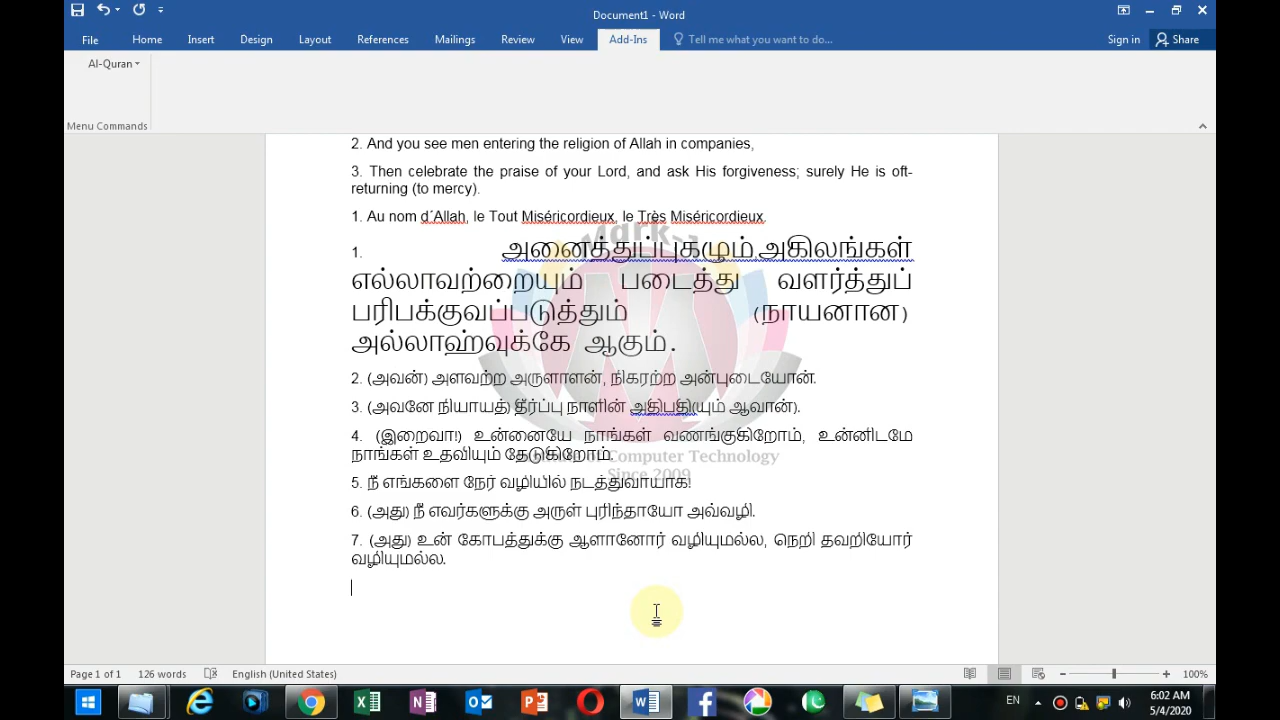 Document1 - Word
File Home Insert Design Layout References Mailings Review View Add-Ins Tell me what you want to do... Sign in Share
Al-Quran
Menu Commands
2. And you see men entering the religion of Allah in companies,
3. Then celebrate the praise of your Lord, and ask His forgiveness; surely He is oft-
returning (to mercy).
1. Au nom d´Allah, le Tout Miséricordieux, le Très Miséricordieux.
1. அனைத்துப்புகழும்,அகிலங்கள்
எல்லாவற்றையும் படைத்து வளர்த்துப்
பரிபக்குவப்படுத்தும் (நாயனான)
அல்லாஹ்வுக்கே ஆகும்.
2. (அவன்) அளவற்ற அருளாளன், நிகரற்ற அன்புடையோன்.
3. (அவனே நியாயத்) தீர்ப்பு நாளின் அதிபதி(யும் ஆவான்).
4. (இறைவா!) உன்னையே நாங்கள் வணங்குகிறோம், உன்னிடமே
நாங்கள் உதவியும் தேடுகிறோம்.
Computer Technology
Since 2009
5. நீ எங்களை நேர் வழியில் நடத்துவாயாக!
6. (அது) நீ எவர்களுக்கு அருள் புரிந்தாயோ அவ்வழி.
7. (அது) உன் கோபத்துக்கு ஆளானோர் வழியுமல்ல, நெறி தவறியோர்
வழியுமல்ல.
Page 1 of 1 126 words English (United States) 100%
EN 6:02 AM
5/4/2020